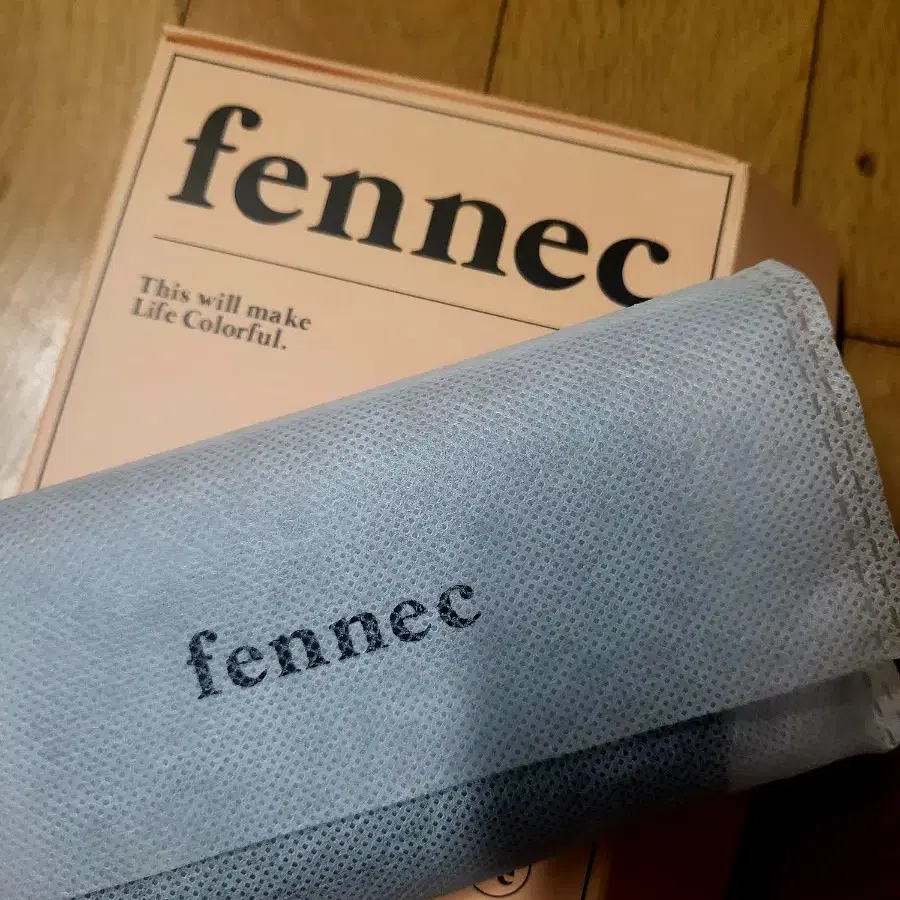 fennec
This will make
Life Colorful.
fennec